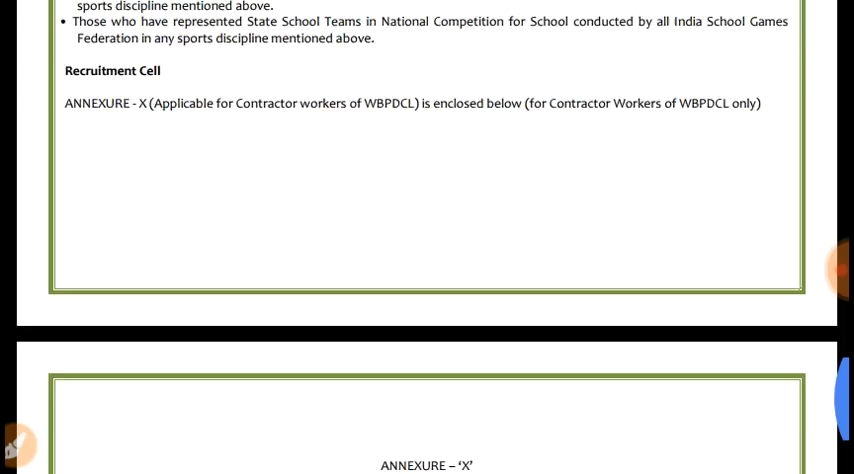 sports discipline mentioned above.
• Those who have represented State School Teams in National Competition for School conducted by all India School Games
Federation in any sports discipline mentioned above.
Recruitment Cell
ANNEXURE - X (Applicable for Contractor workers of WBPDCL) is enclosed below (for Contractor Workers of WBPDCL only)
ANNEXURE – ‘X’